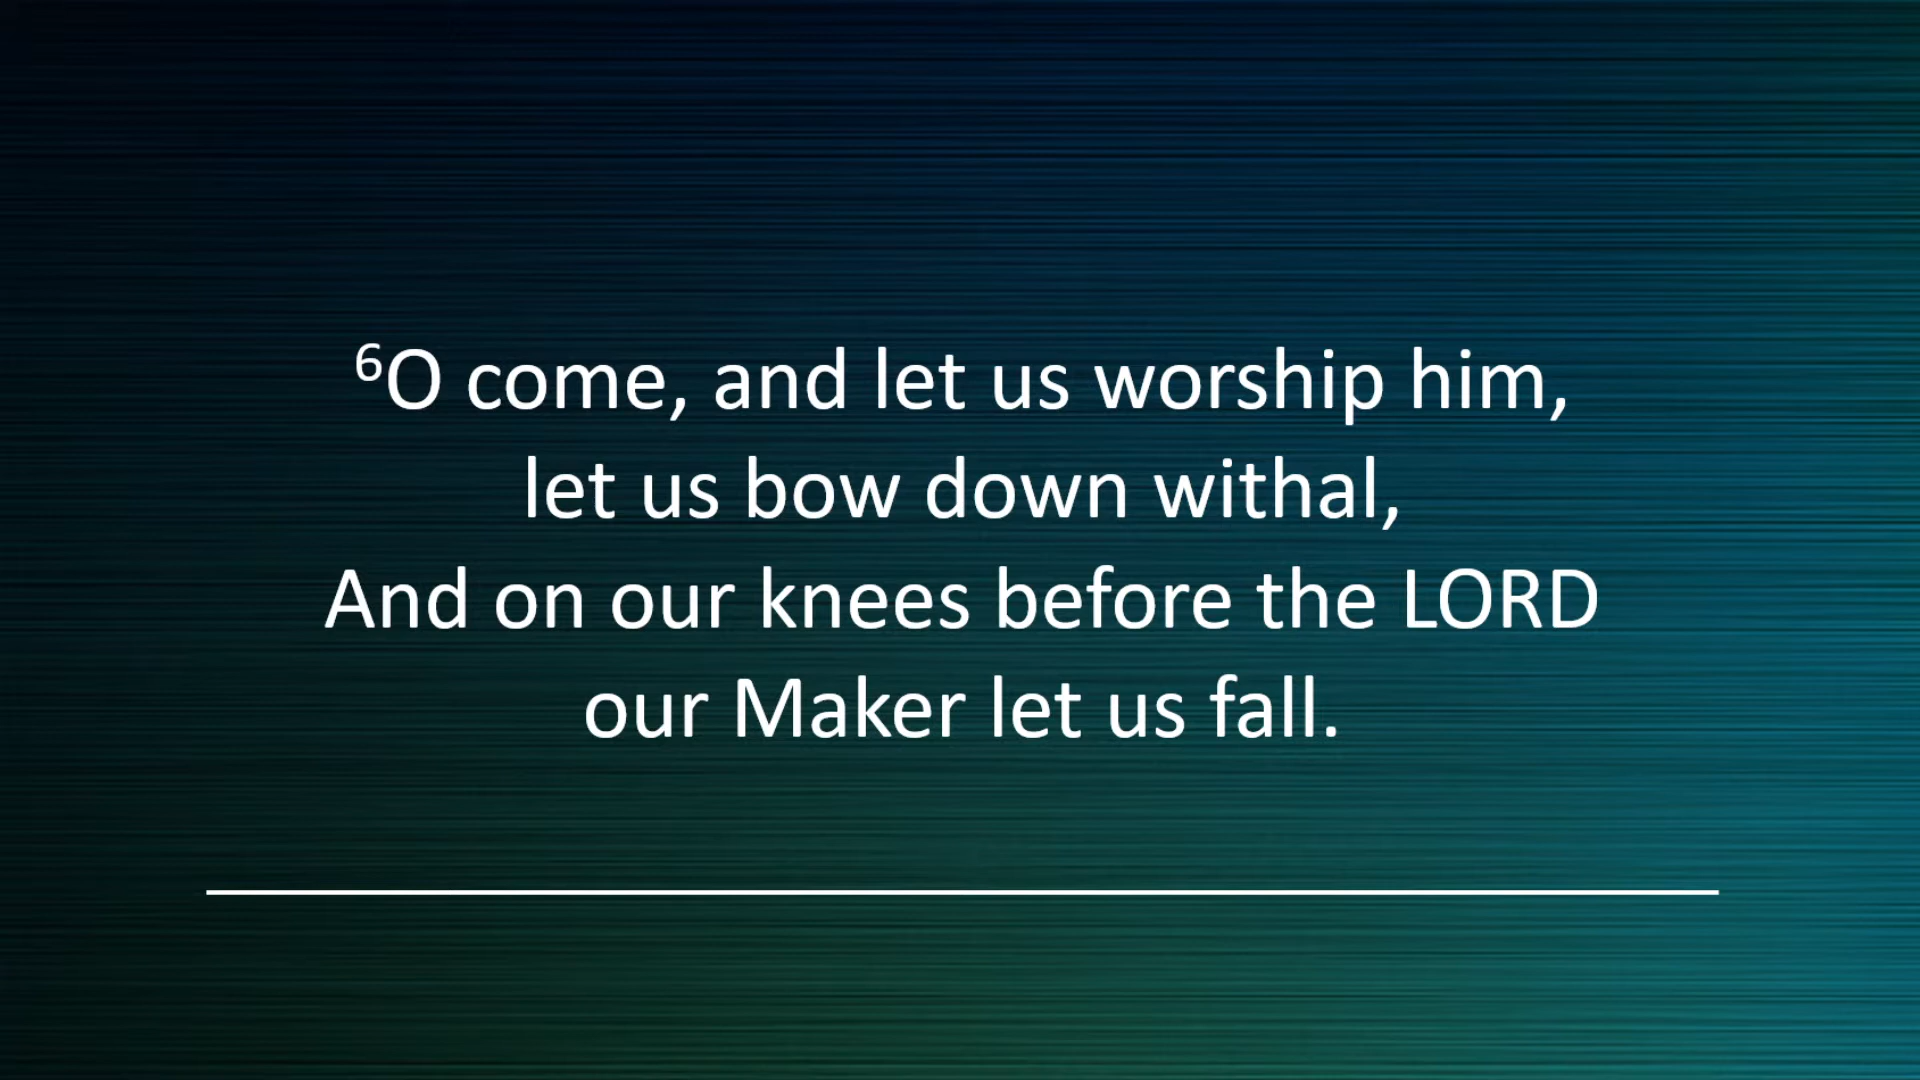 ⁶O come, and let us worship him,
let us bow down withal,
And on our knees before the LORD
our Maker let us fall.